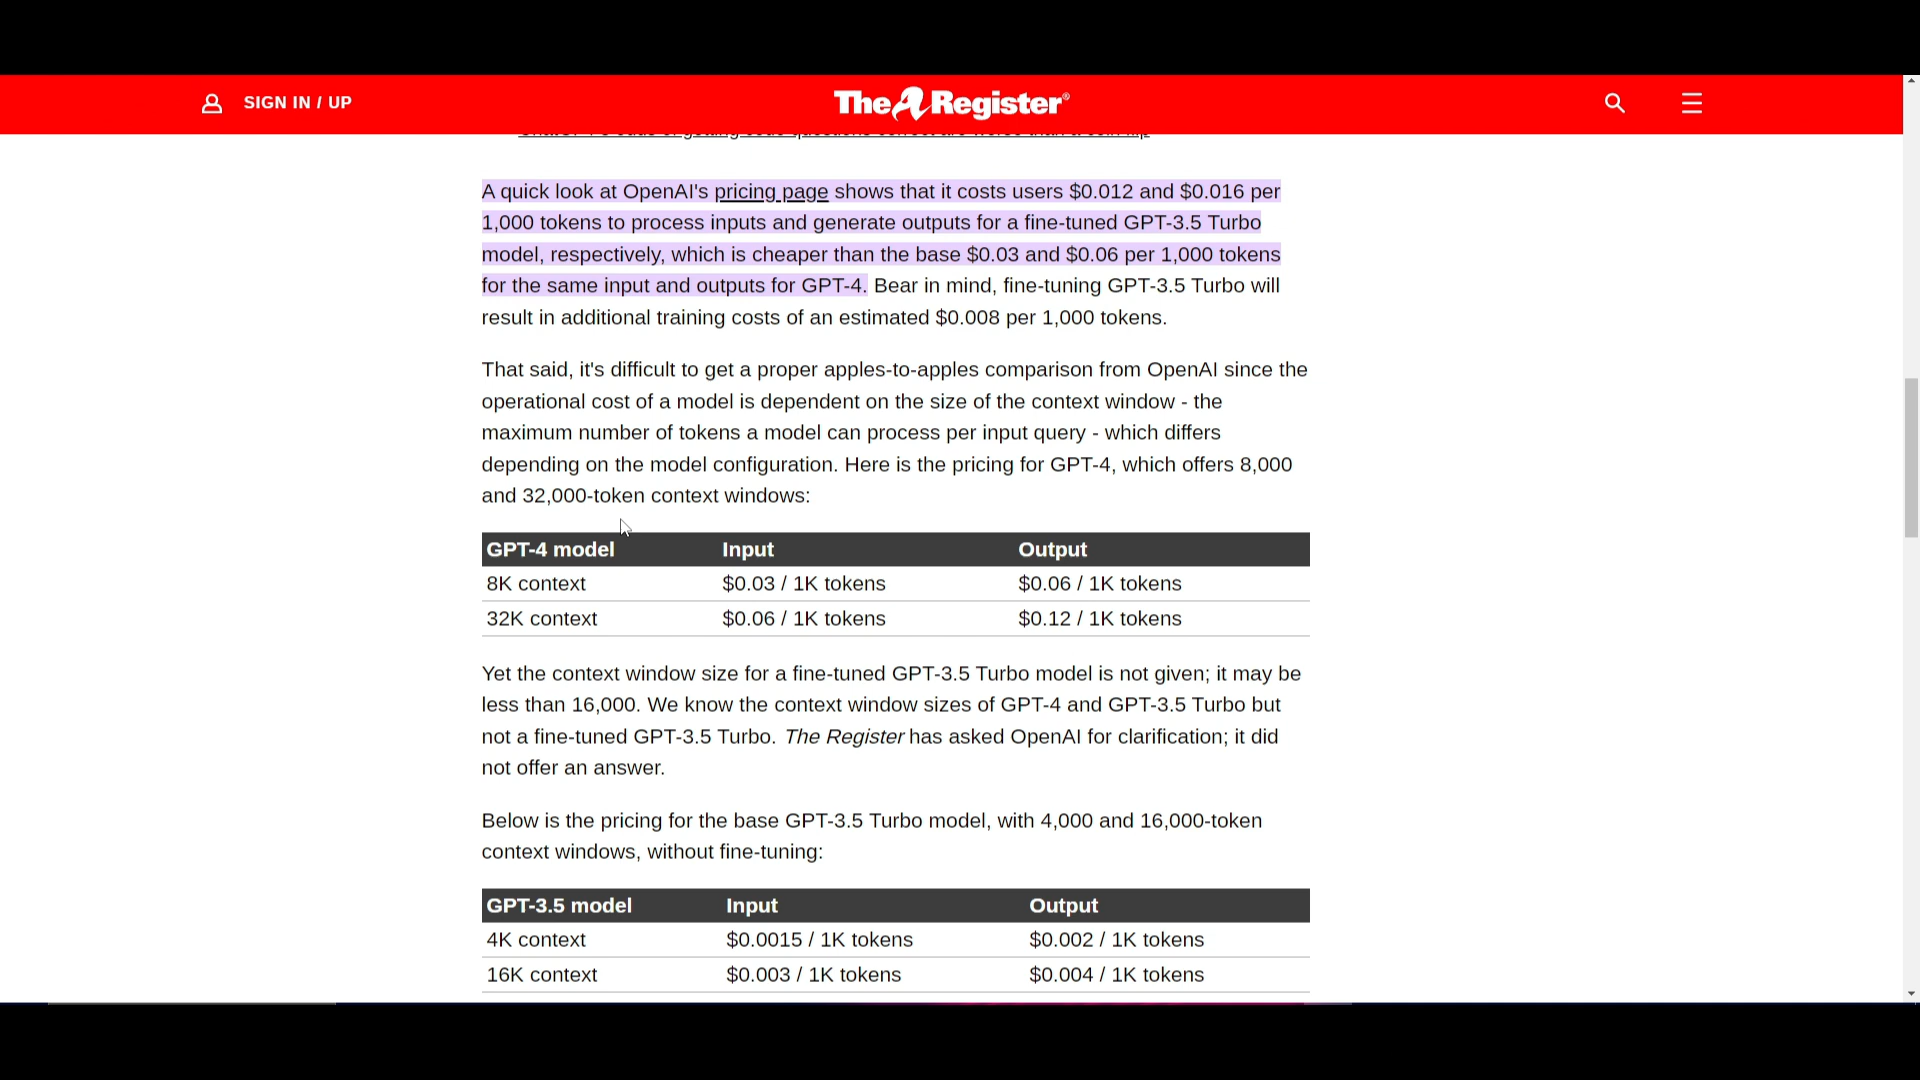 SIGN IN / UP
The Register®
A quick look at OpenAI's pricing page shows that it costs users $0.012 and $0.016 per
1,000 tokens to process inputs and generate outputs for a fine-tuned GPT-3.5 Turbo
model, respectively, which is cheaper than the base $0.03 and $0.06 per 1,000 tokens
for the same input and outputs for GPT-4. Bear in mind, fine-tuning GPT-3.5 Turbo will
result in additional training costs of an estimated $0.008 per 1,000 tokens.
That said, it's difficult to get a proper apples-to-apples comparison from OpenAI since the
operational cost of a model is dependent on the size of the context window - the
maximum number of tokens a model can process per input query - which differs
depending on the model configuration. Here is the pricing for GPT-4, which offers 8,000
and 32,000-token context windows:
GPT-4 model Input Output
8K context $0.03 / 1K tokens $0.06 / 1K tokens
32K context $0.06 / 1K tokens $0.12 / 1K tokens
Yet the context window size for a fine-tuned GPT-3.5 Turbo model is not given; it may be
less than 16,000. We know the context window sizes of GPT-4 and GPT-3.5 Turbo but
not a fine-tuned GPT-3.5 Turbo. The Register has asked OpenAI for clarification; it did
not offer an answer.
Below is the pricing for the base GPT-3.5 Turbo model, with 4,000 and 16,000-token
context windows, without fine-tuning:
GPT-3.5 model Input Output
4K context $0.0015 / 1K tokens $0.002 / 1K tokens
16K context $0.003 / 1K tokens $0.004 / 1K tokens